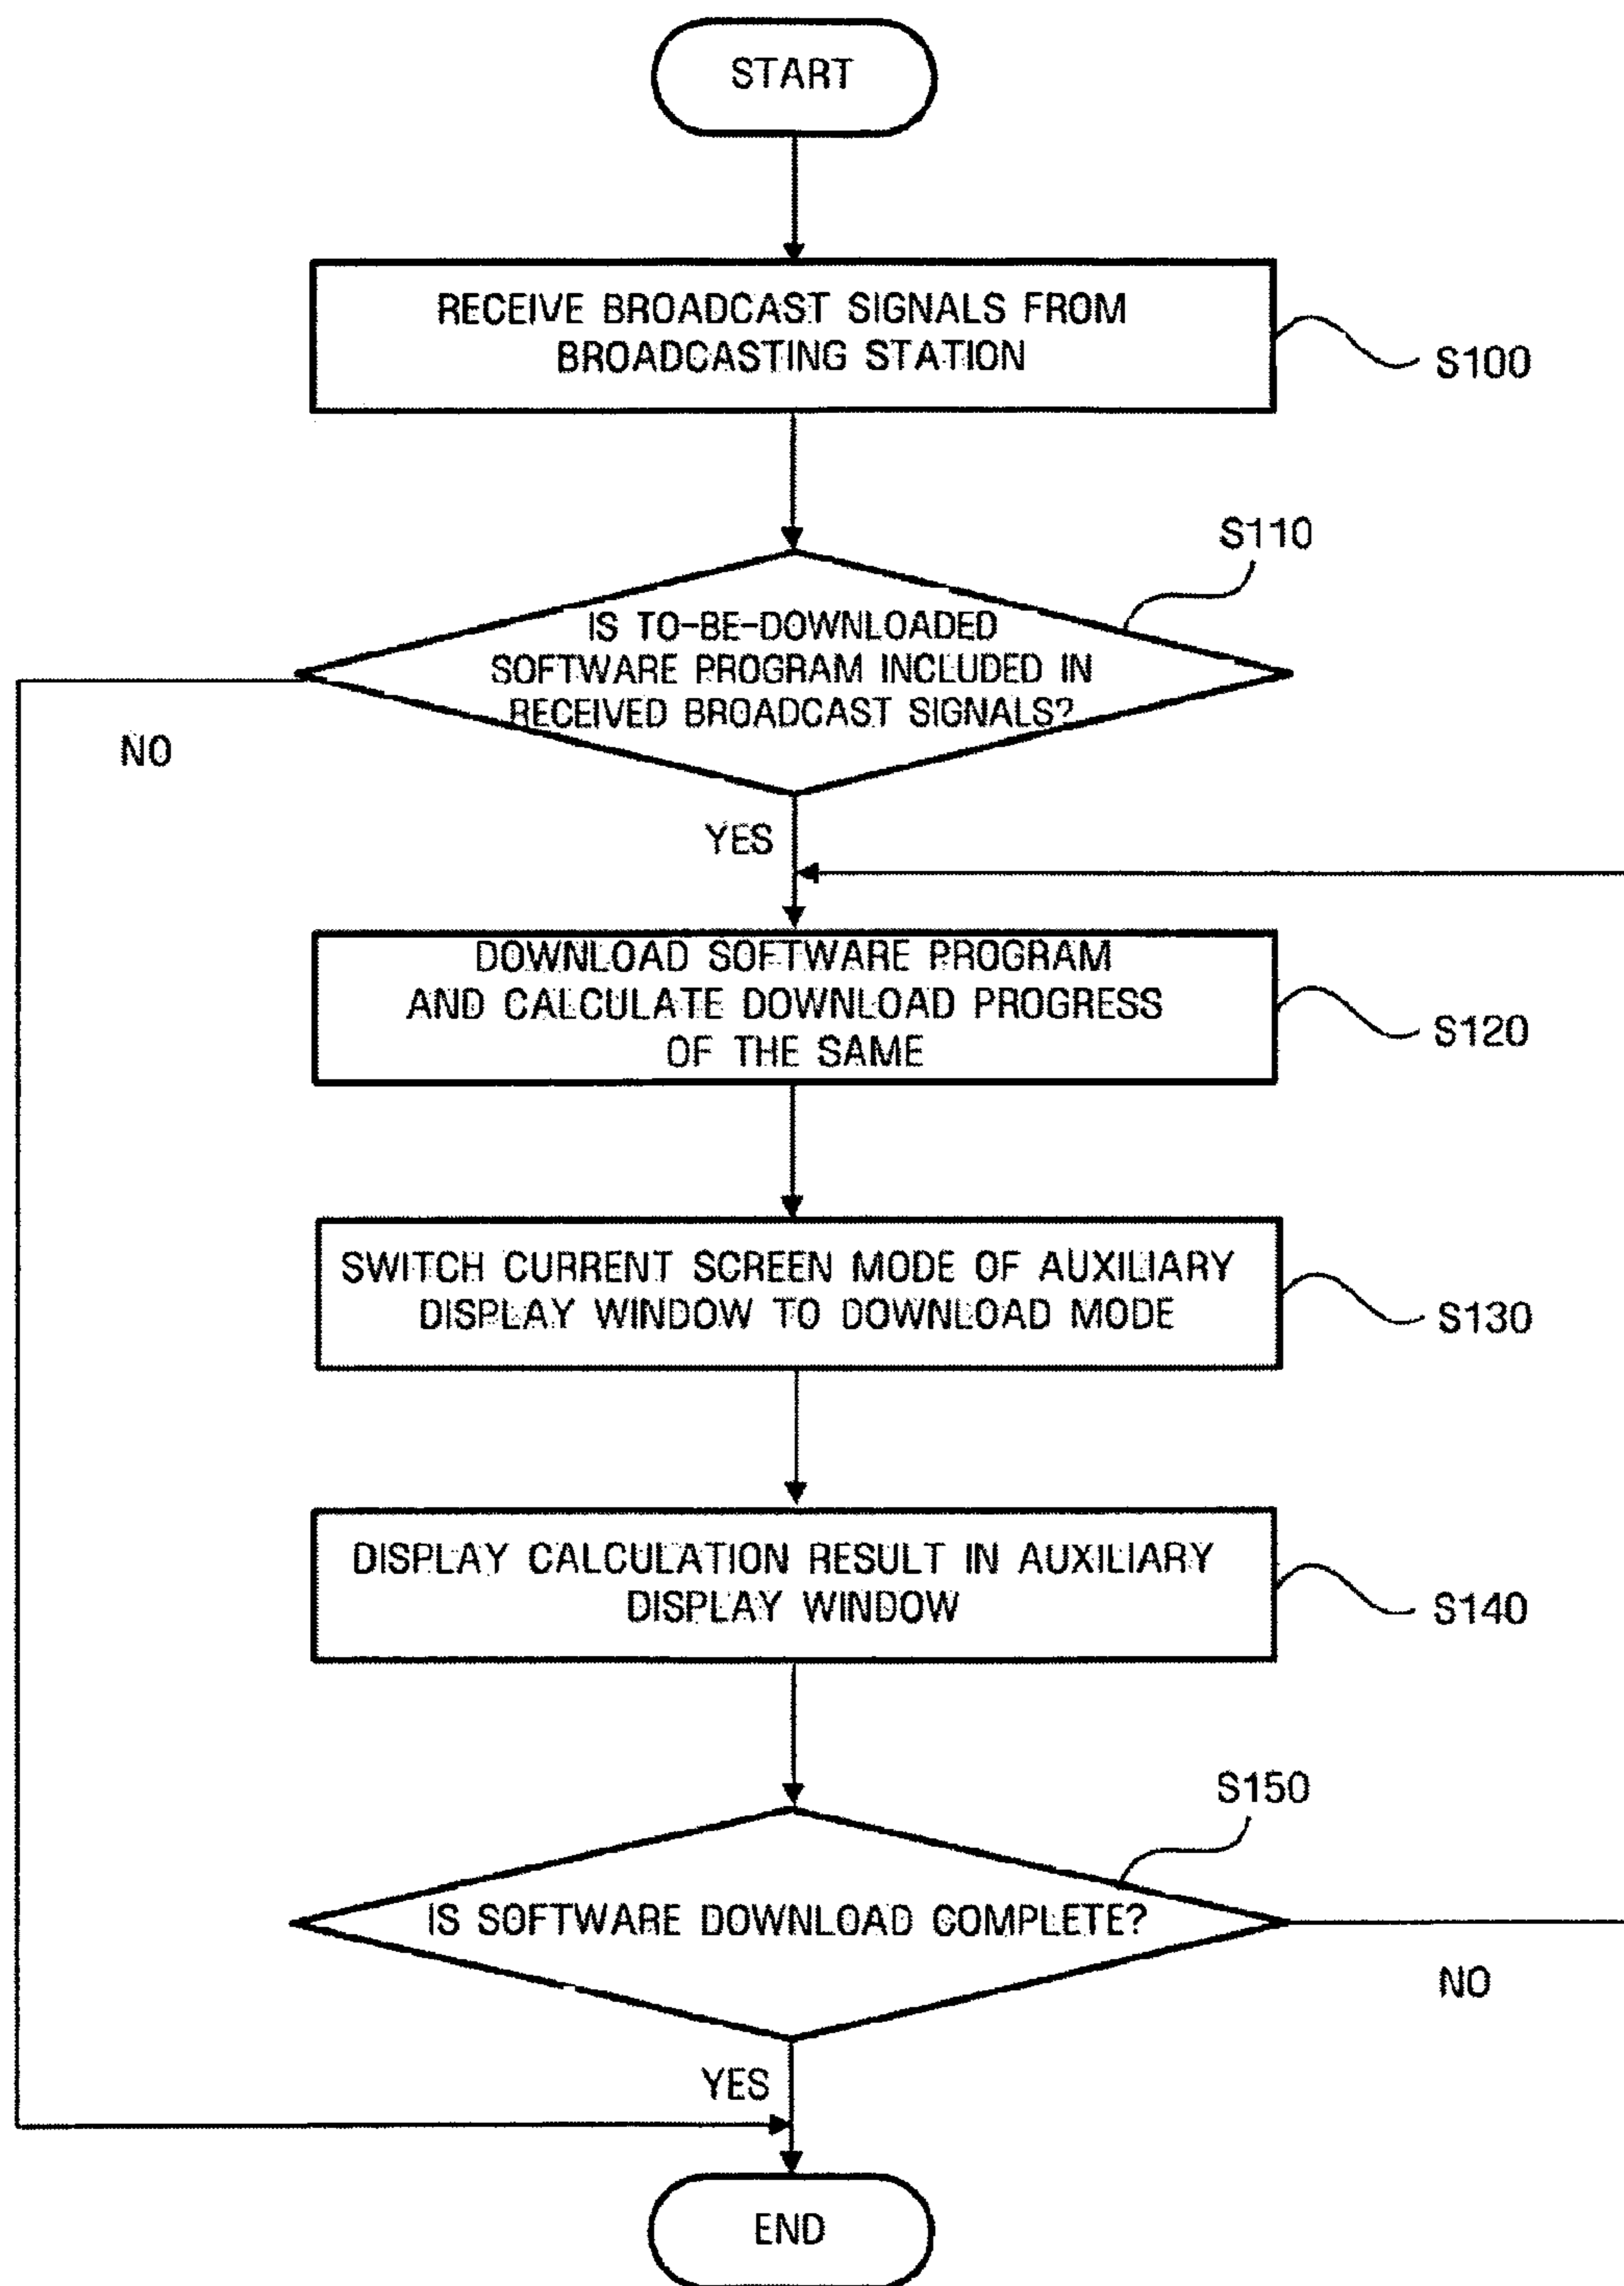 START
RECEIVE BROADCAST SIGNALS FROM
BROADCASTING STATION
S100
S110
IS TO-BE-DOWNLOADED
SOFTWARE PROGRAM INCLUDED IN
RECEIVED BROADCAST SIGNALS?
NO
YES
DOWNLOAD SOFTWARE PROGRAM
AND CALCULATE DOWNLOAD PROGRESS
OF THE SAME
S120
SWITCH CURRENT SCREEN MODE OF AUXILIARY
DISPLAY WINDOW TO DOWNLOAD MODE
S130
DISPLAY CALCULATION RESULT IN AUXILIARY
DISPLAY WINDOW
S140
S150
IS SOFTWARE DOWNLOAD COMPLETE?
NO
YES
END